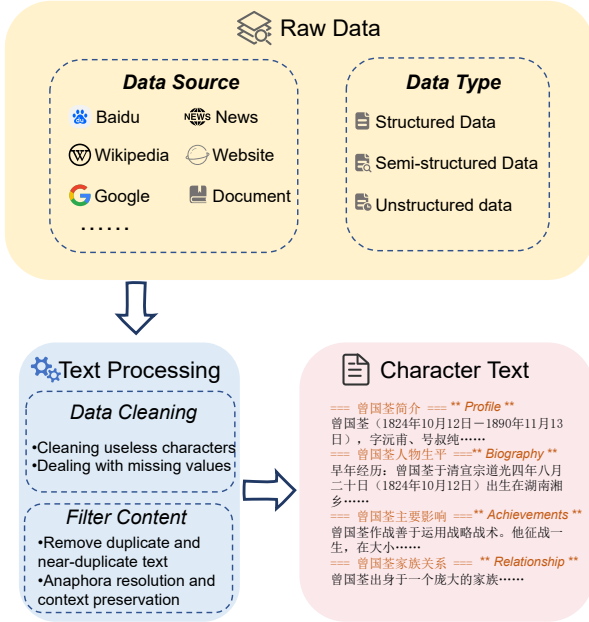 Raw Data
Data Source
Baidu
NEWS News
Wikipedia
Website
Google
Document
......
Data Type
Structured Data
Semi-structured Data
Unstructured data
Text Processing
Data Cleaning
•Cleaning useless characters
•Dealing with missing values
Filter Content
•Remove duplicate and
near-duplicate text
•Anaphora resolution and
context preservation
Character Text
=== 曾国荃简介 === ** Profile **
曾国荃（1824年10月12日－1890年11月13
日），字沅甫、号叔纯……
=== 曾国荃人物生平 ===** Biography **
早年经历：曾国荃于清宣宗道光四年八月
二十日（1824年10月12日）出生在湖南湘
乡……
=== 曾国荃主要影响 ===** Achievements **
曾国荃作战善于运用战略战术。他征战一
生，在大小……
=== 曾国荃家族关系 === ** Relationship **
曾国荃出身于一个庞大的家族……